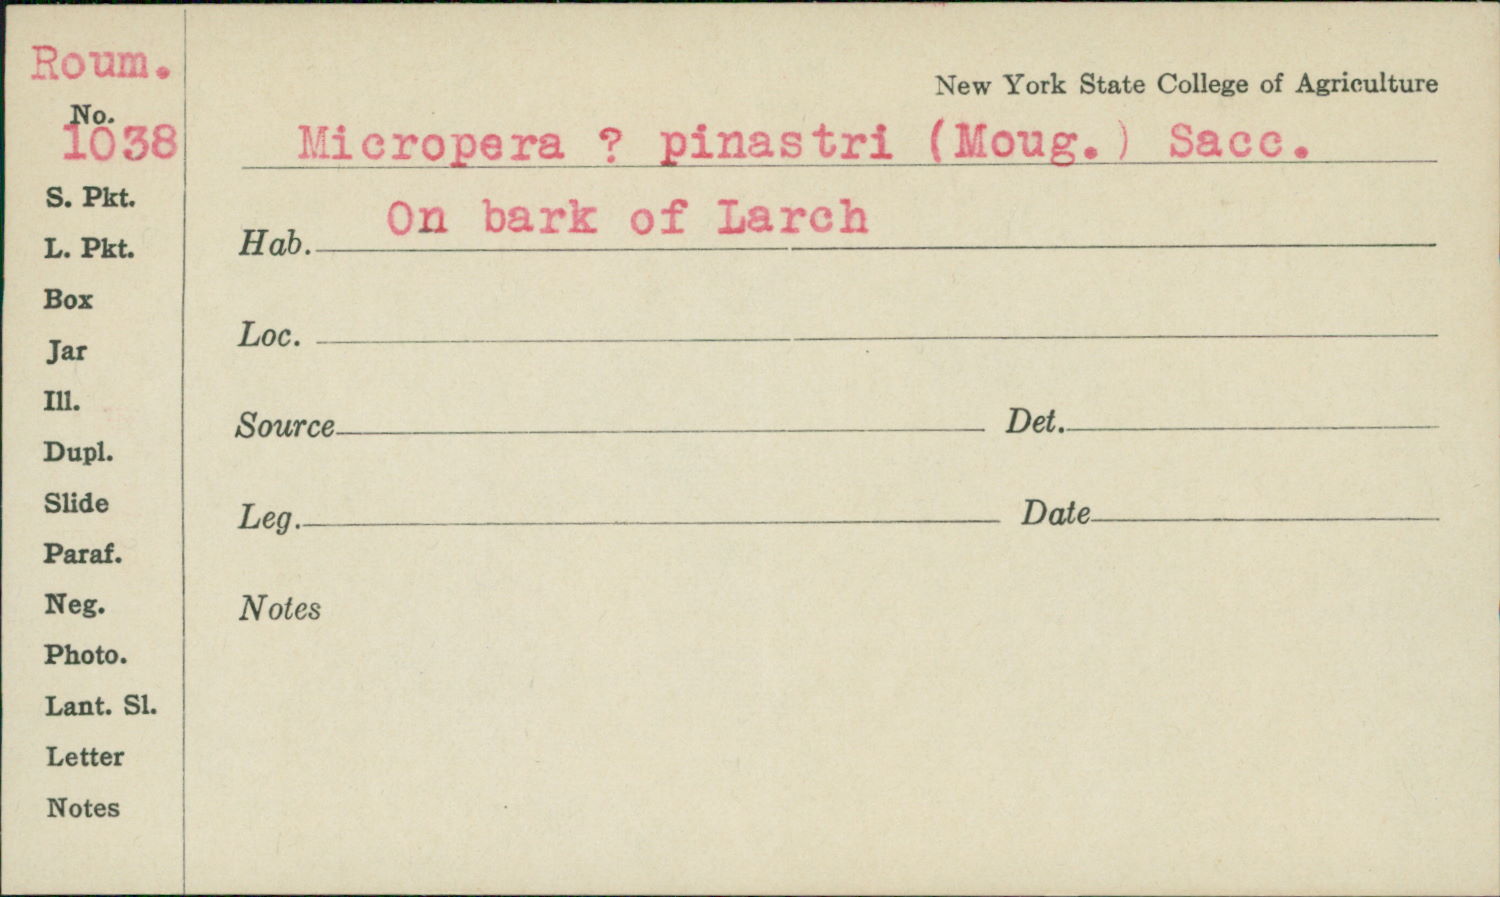 Roum.
No.
1038
S. Pkt.
L. Pkt.
Box
Jar
Ill.
Dupl.
Slide
Paraf.
Neg.
Photo.
Lant. Sl.
Letter
Notes
New York State College of Agriculture
Micropera ? pinastri (Moug.) Sacc.
Hab. On bark of Larch
Loc.
Source Det.
Leg. Date
Notes